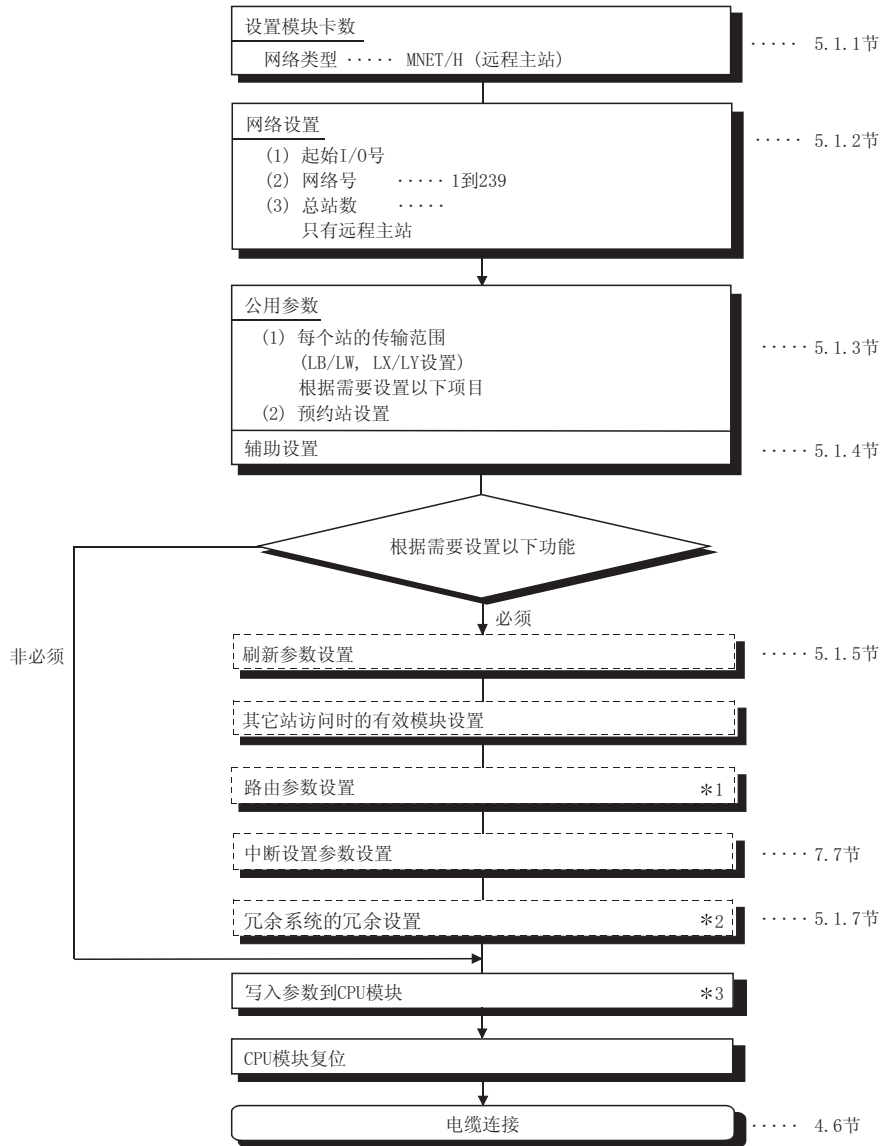 设置模块卡数
网络类型 ····· MNET/H (远程主站)
····· 5.1.1节
网络设置
····· 5.1.2节
(1) 起始I/O号
(2) 网络号 ····· 1到239
(3) 总站数 ·····
只有远程主站
公用参数
(1) 每个站的传输范围
····· 5.1.3节
(LB/LW, LX/LY设置)
根据需要设置以下项目
(2) 预约站设置
辅助设置
····· 5.1.4节
根据需要设置以下功能
必须
非必须
刷新参数设置
····· 5.1.5节
其它站访问时的有效模块设置
路由参数设置 *1
中断设置参数设置
····· 7.7节
冗余系统的冗余设置 *2
····· 5.1.7节
写入参数到CPU模块 *3
CPU模块复位
电缆连接
····· 4.6节